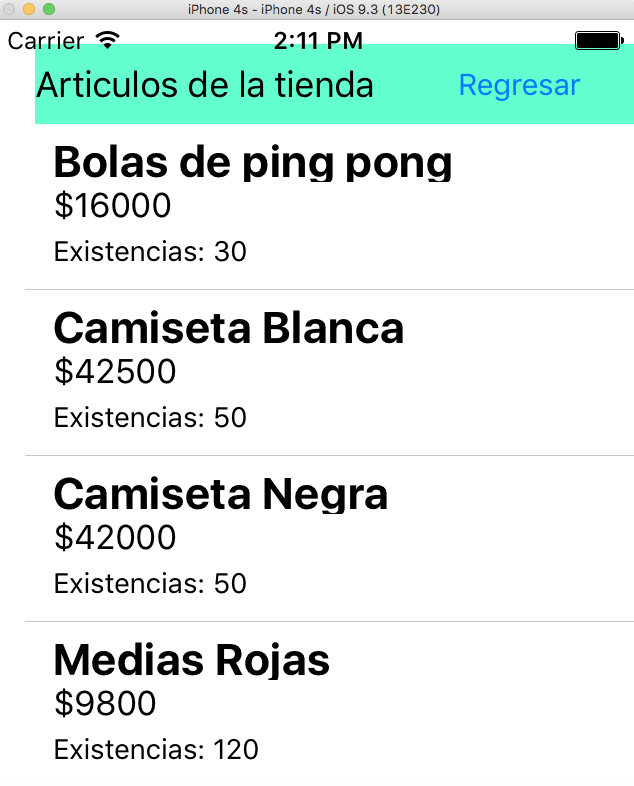 iPhone 4s - iPhone 4s / iOS 9.3 (13E230)
Carrier 2:11 PM
Articulos de la tienda Regresar
Bolas de ping pong
$16000
Existencias: 30
Camiseta Blanca
$42500
Existencias: 50
Camiseta Negra
$42000
Existencias: 50
Medias Rojas
$9800
Existencias: 120